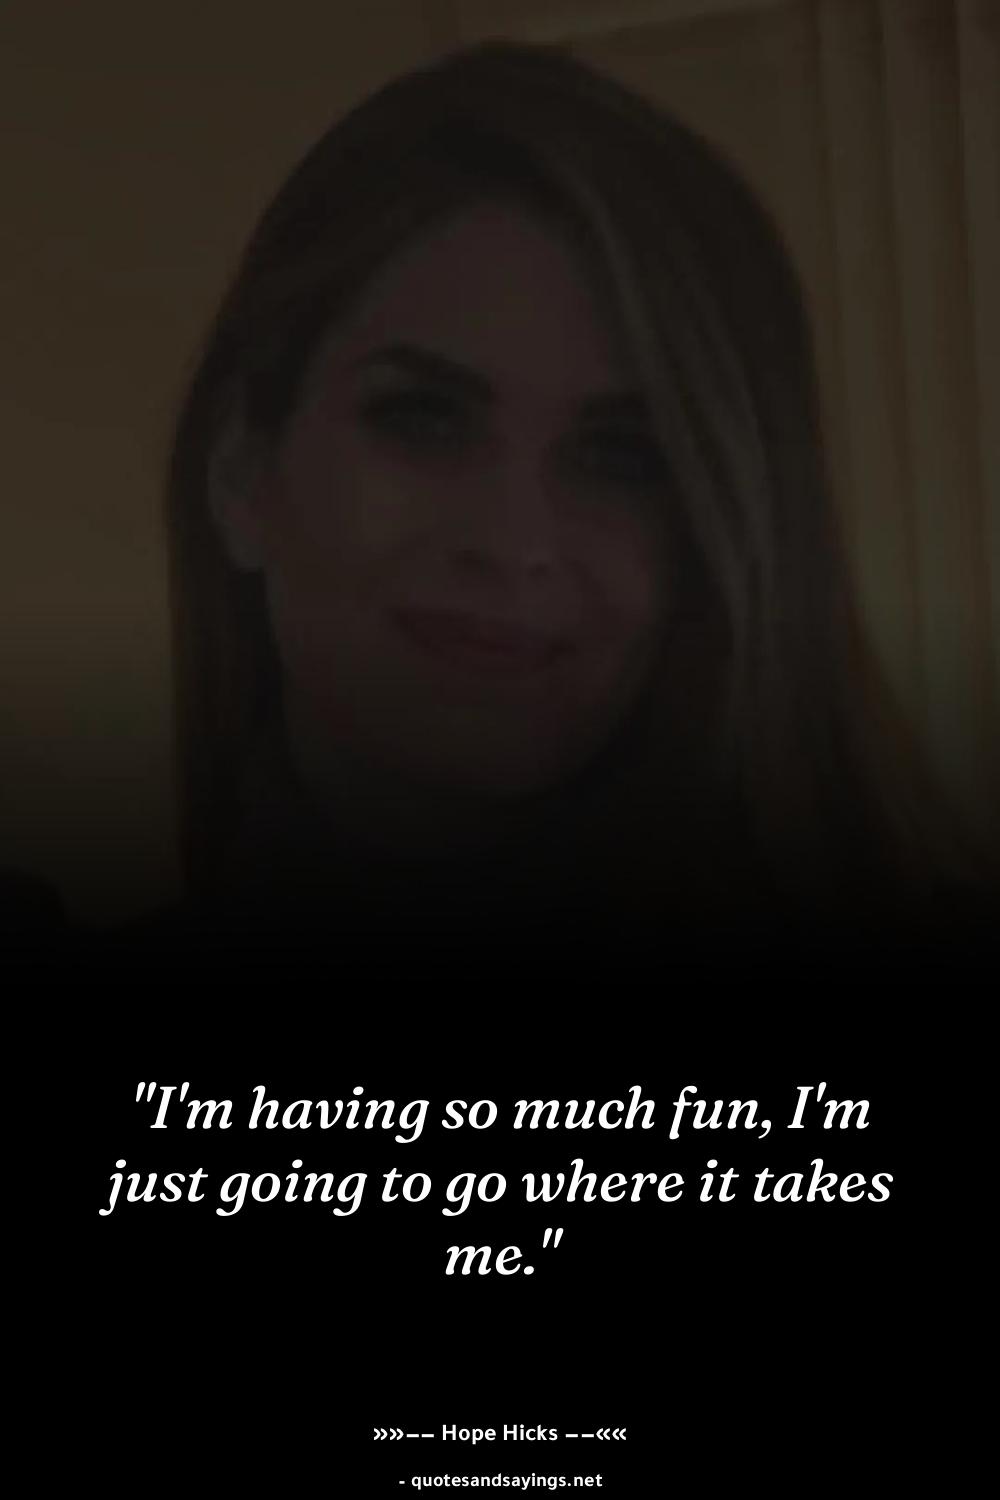 "I'm having so much fun, I'm
just going to go where it takes
me."
»»–– Hope Hicks ––««
- quotesandsayings.net